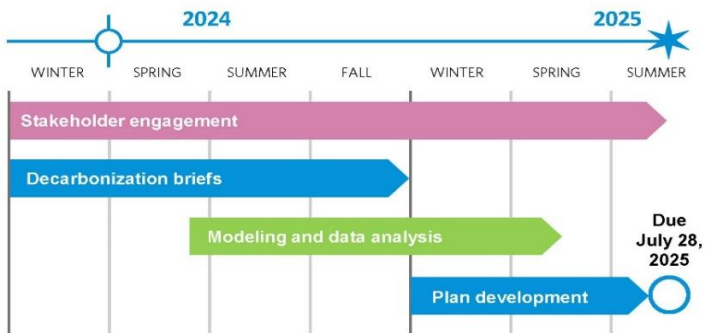 2024 2025
WINTER SPRING SUMMER FALL WINTER SPRING SUMMER
Stakeholder engagement
Decarbonization briefs
Modeling and data analysis
Due
July 28,
2025
Plan development